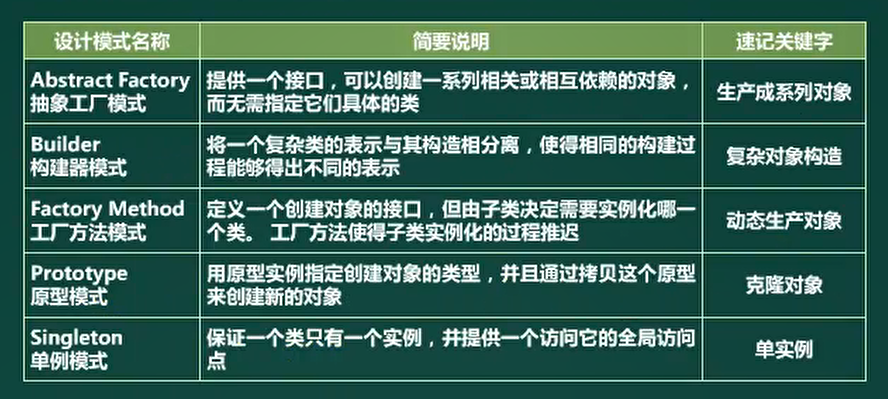 设计模式名称 简要说明 速记关键字
Abstract Factory
抽象工厂模式
提供一个接口，可以创建一系列相关或相互依赖的对象，
而无需指定它们具体的类
生产成系列对象
Builder
构建器模式
将一个复杂类的表示与其构造相分离，使得相同的构建过
程能够得出不同的表示
复杂对象构造
Factory Method
工厂方法模式
定义一个创建对象的接口，但由子类决定需要实例化哪一
个类。 工厂方法使得子类实例化的过程推迟
动态生产对象
Prototype
原型模式
用原型实例指定创建对象的类型，并且通过拷贝这个原型
来创建新的对象
克隆对象
Singleton
单例模式
保证一个类只有一个实例，并提供一个访问它的全局访问
点
单实例